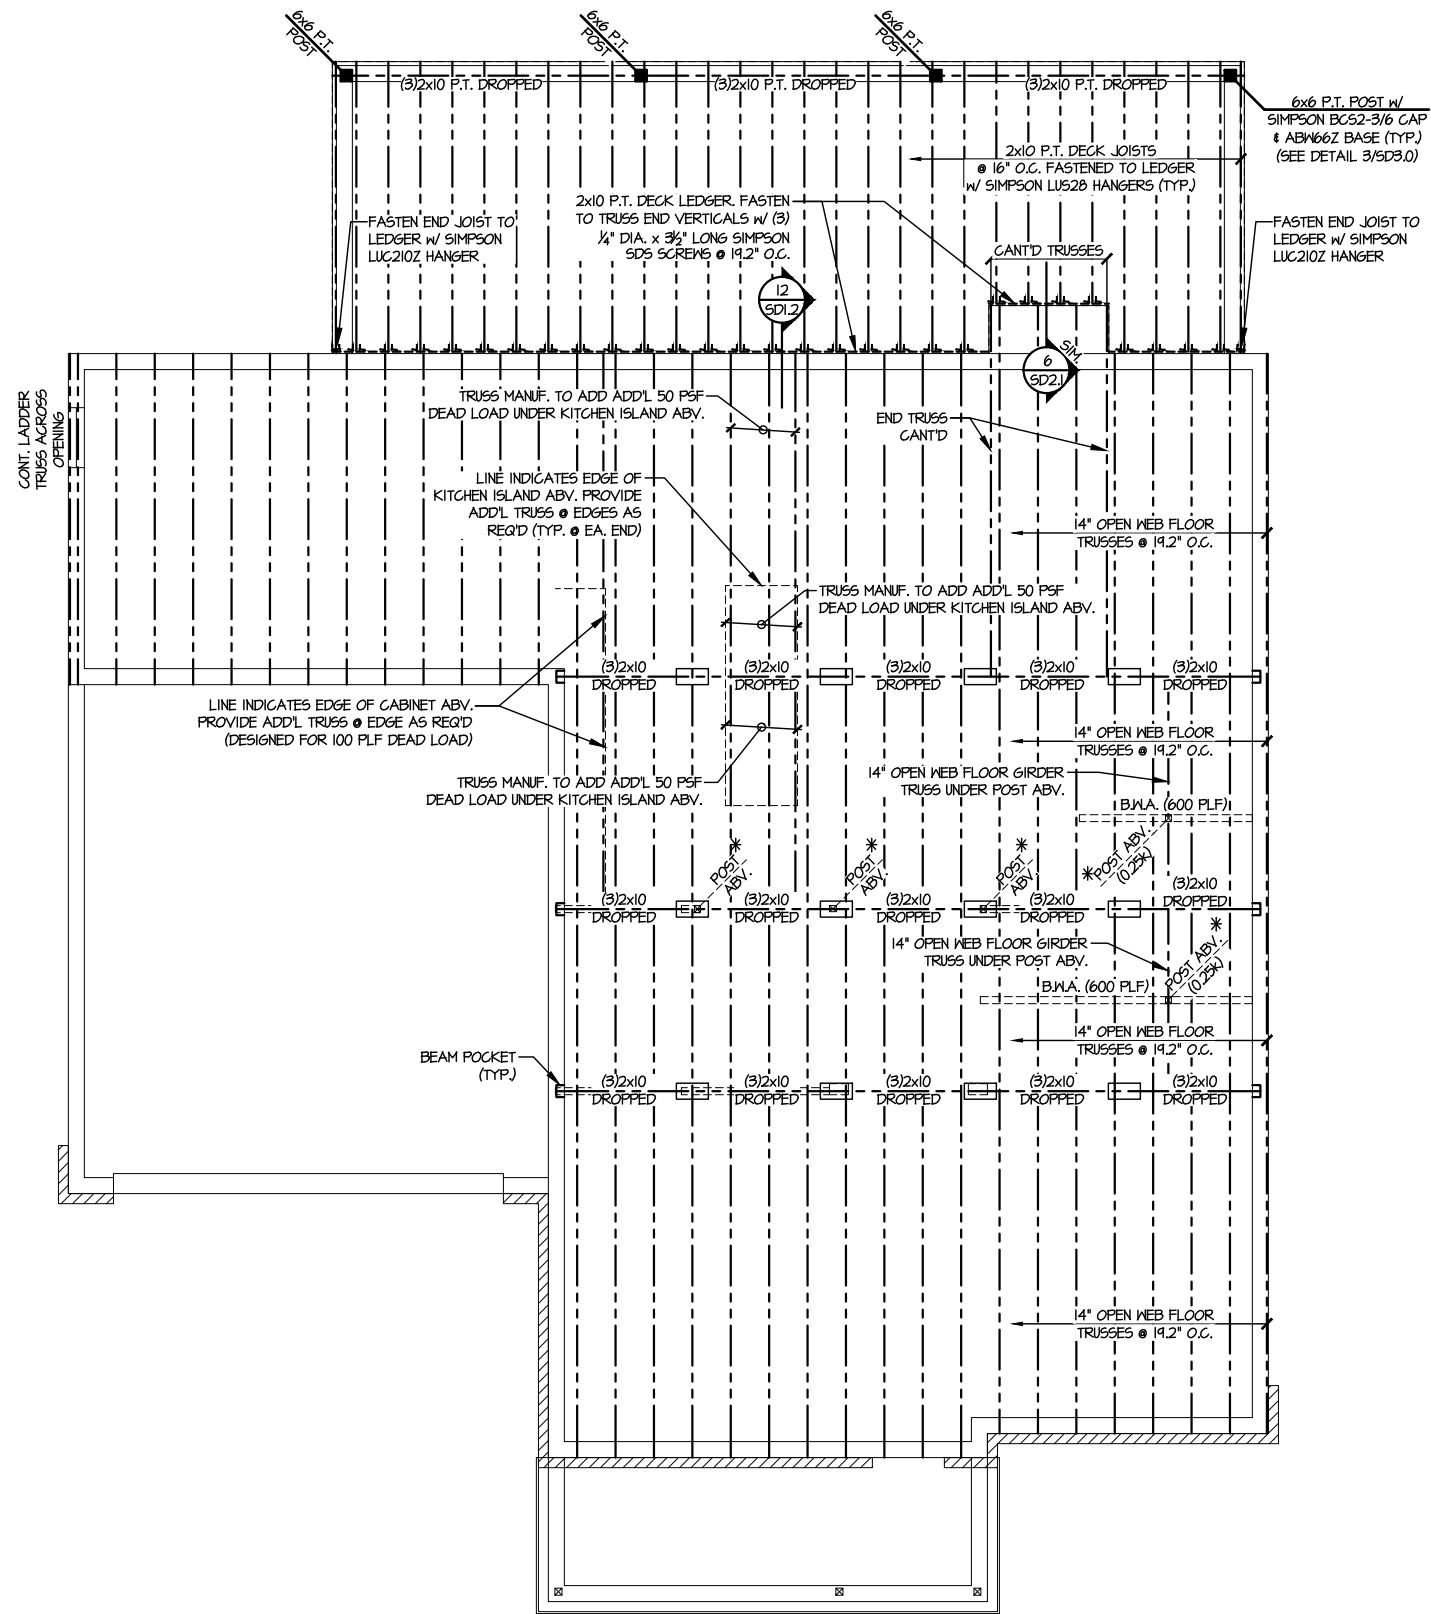 6x6 P.T.
POST
6x6 P.T.
POST
6x6 P.T.
POST
(3)2x10 P.T. DROPPED
(3)2x10 P.T. DROPPED
(3)2x10 P.T. DROPPED
6x6 P.T. POST W/
SIMPSON BCS2-3/6 CAP
& ABW66Z BASE (TYP.)
(SEE DETAIL 3/SD3.0)
2x10 P.T. DECK JOISTS
@ 16" O.C. FASTENED TO LEDGER
W/ SIMPSON LUS28 HANGERS (TYP.)
2x10 P.T. DECK LEDGER. FASTEN
TO TRUSS END VERTICALS W/ (3)
1/4" DIA. x 3 1/2" LONG SIMPSON
SDS SCREWS @ 19.2" O.C.
FASTEN END JOIST TO
LEDGER W/ SIMPSON
LUC210Z HANGER
FASTEN END JOIST TO
LEDGER W/ SIMPSON
LUC210Z HANGER
CANT'D TRUSSES
12
SD1.2
6
SD2.1
SIM.
CONT. LADDER
TRUSS ACROSS
OPENING
TRUSS MANUF. TO ADD ADD'L 50 PSF
DEAD LOAD UNDER KITCHEN ISLAND ABV.
END TRUSS
CANT'D
LINE INDICATES EDGE OF
KITCHEN ISLAND ABV. PROVIDE
ADD'L TRUSS @ EDGES AS
REQ'D (TYP. @ EA. END)
14" OPEN WEB FLOOR
TRUSSES @ 19.2" O.C.
TRUSS MANUF. TO ADD ADD'L 50 PSF
DEAD LOAD UNDER KITCHEN ISLAND ABV.
(3)2x10
DROPPED
(3)2x10
DROPPED
(3)2x10
DROPPED
(3)2x10
DROPPED
(3)2x10
DROPPED
LINE INDICATES EDGE OF CABINET ABV.
PROVIDE ADD'L TRUSS @ EDGE AS REQ'D
(DESIGNED FOR 100 PLF DEAD LOAD)
14" OPEN WEB FLOOR
TRUSSES @ 19.2" O.C.
TRUSS MANUF. TO ADD ADD'L 50 PSF
DEAD LOAD UNDER KITCHEN ISLAND ABV.
14" OPEN WEB FLOOR GIRDER
TRUSS UNDER POST ABV.
B.W.A. (600 PLF)
* POST
ABV.
* POST
ABV.
* POST
ABV.
* POST ABV.
(0.25K)
(3)2x10
DROPPED
(3)2x10
DROPPED
(3)2x10
DROPPED
(3)2x10
DROPPED
(3)2x10
DROPPED
14" OPEN WEB FLOOR GIRDER
TRUSS UNDER POST ABV.
* POST ABV.
(0.25K)
B.W.A. (600 PLF)
14" OPEN WEB FLOOR
TRUSSES @ 19.2" O.C.
BEAM POCKET
(TYP.)
(3)2x10
DROPPED
(3)2x10
DROPPED
(3)2x10
DROPPED
(3)2x10
DROPPED
(3)2x10
DROPPED
14" OPEN WEB FLOOR
TRUSSES @ 19.2" O.C.